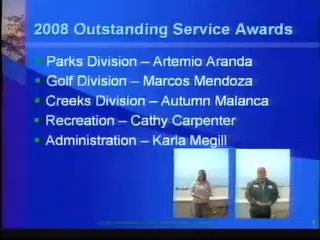 2008 Outstanding Service Awards
Parks Division – Artemio Aranda
Golf Division – Marcos Mendoza
Creeks Division – Autumn Malanca
Recreation – Cathy Carpenter
Administration – Karla Megill